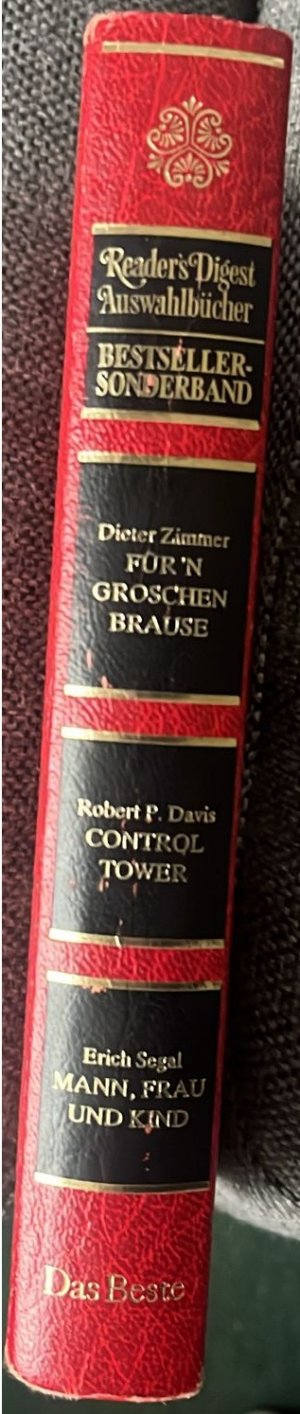 Reader's Digest
Auswahlbücher
BESTSELLER-
SONDERBAND
Dieter Zimmer
FÜR'N
GROSCHEN
BRAUSE
Robert P. Davis
CONTROL
TOWER
Erich Segal
MANN, FRAU
UND KIND
Das Beste